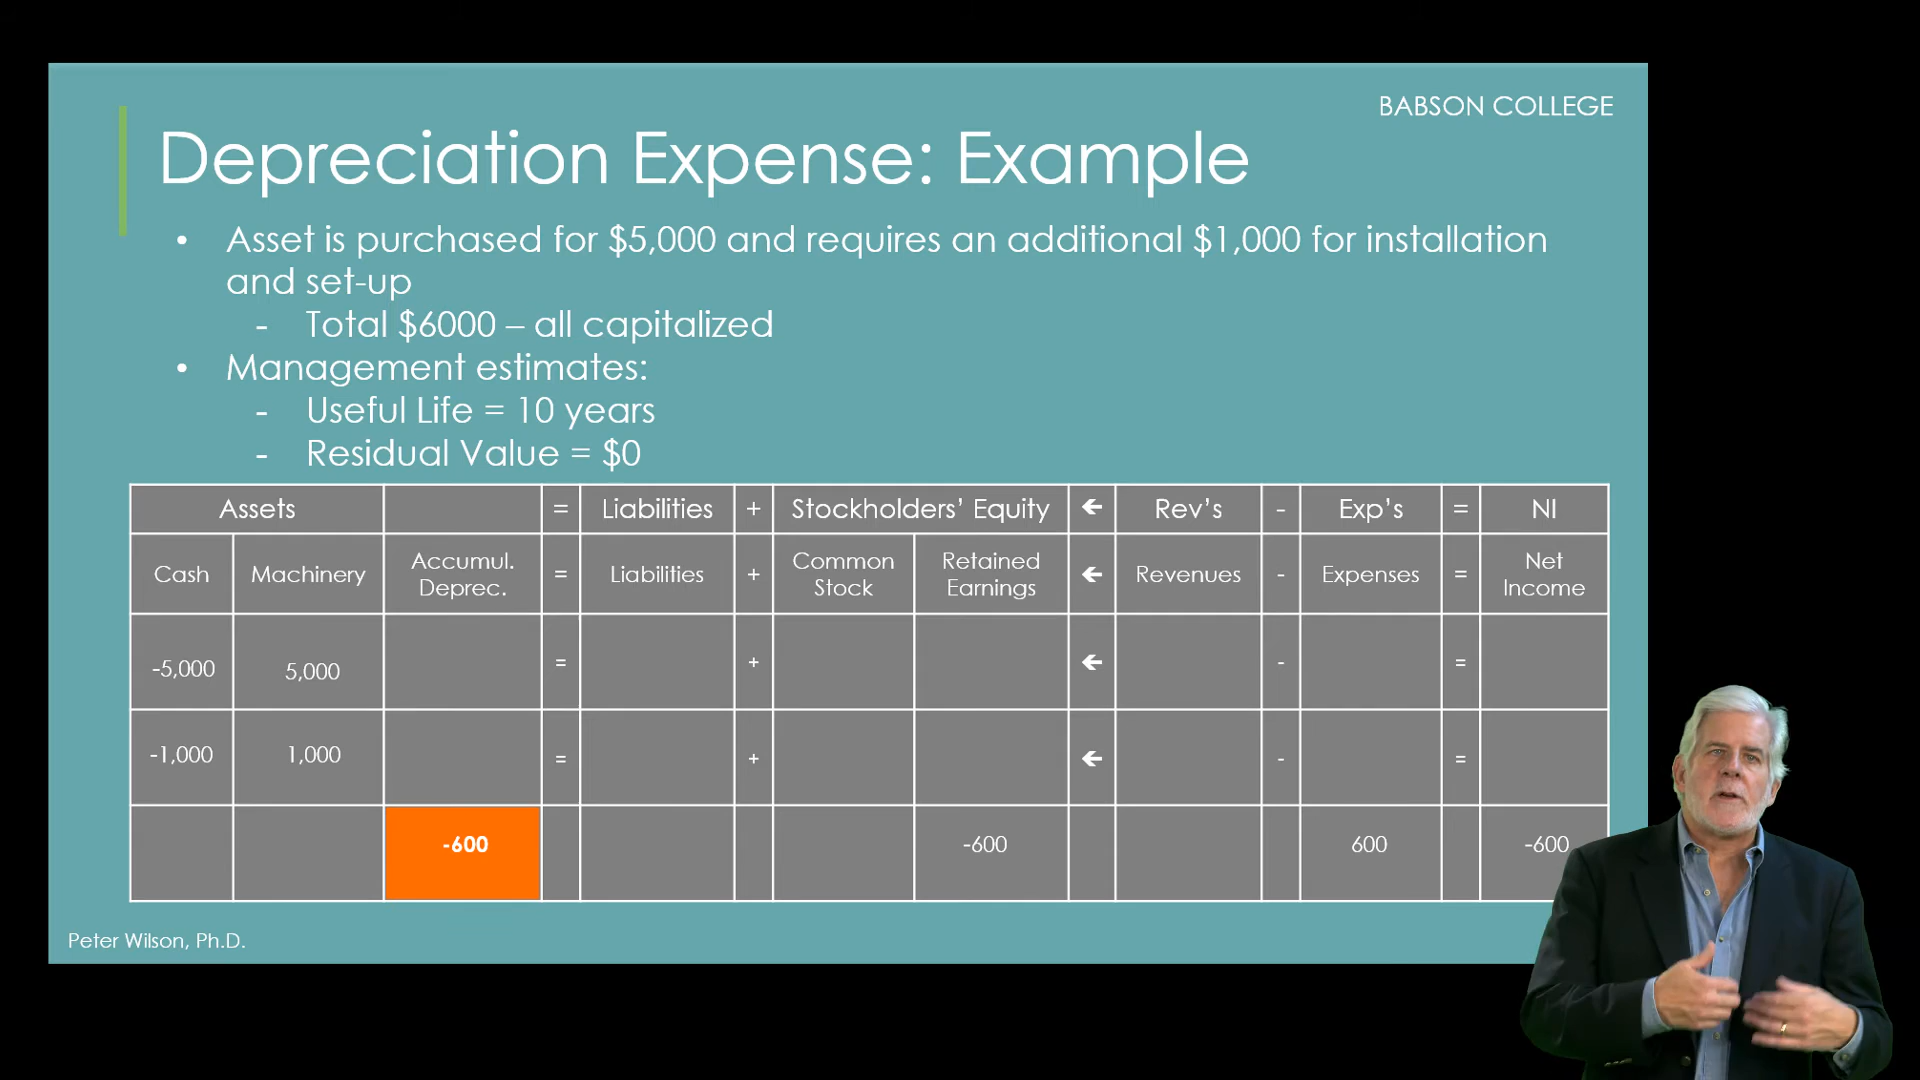 BABSON COLLEGE
Depreciation Expense: Example
• Asset is purchased for $5,000 and requires an additional $1,000 for installation
and set-up
- Total $6000 – all capitalized
• Management estimates:
- Useful Life = 10 years
- Residual Value = $0
Assets = Liabilities + Stockholders’ Equity 🡰 Rev’s - Exp’s = NI
Cash Machinery Accumul. Deprec. = Liabilities + Common Stock Retained Earnings 🡰 Revenues - Expenses = Net Income
-5,000 5,000 = + 🡰 - =
-1,000 1,000 = + 🡰 - =
-600 -600 600 -600
Peter Wilson, Ph.D.